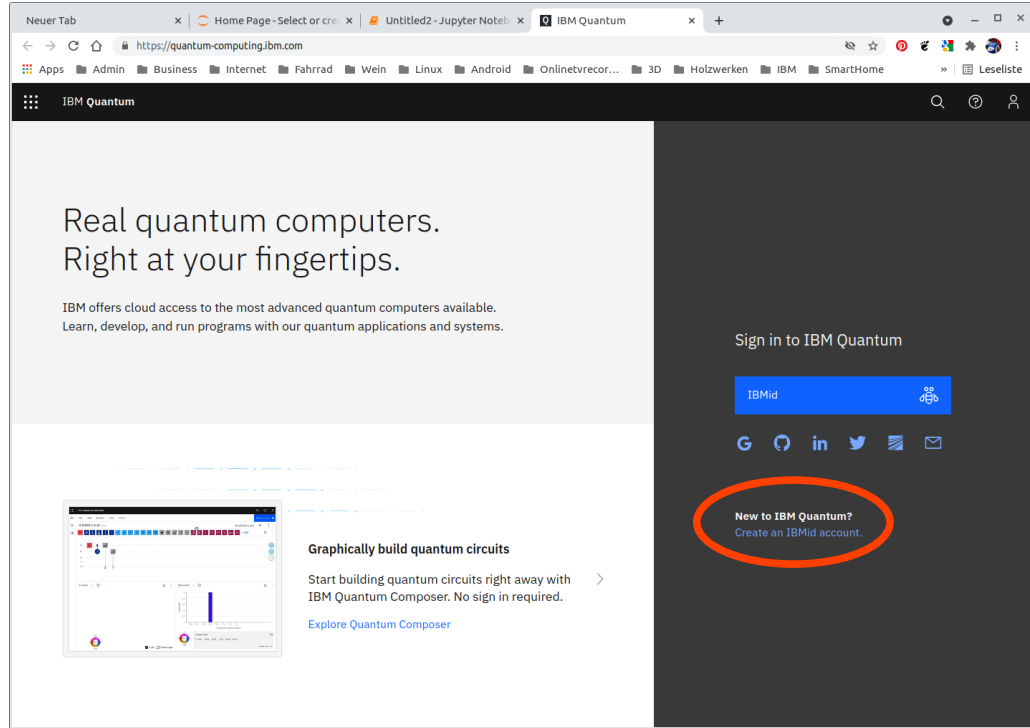 Neuer Tab
Home Page - Select or cre
Untitled2 - Jupyter Noteb
IBM Quantum
https://quantum-computing.ibm.com
Apps Admin Business Internet Fahrrad Wein Linux Android Onlinetvrecor... 3D Holzwerken IBM SmartHome » Leseliste
IBM Quantum
Real quantum computers.
Right at your fingertips.
IBM offers cloud access to the most advanced quantum computers available.
Learn, develop, and run programs with our quantum applications and systems.
Sign in to IBM Quantum
IBMid
New to IBM Quantum?
Create an IBMid account.
Graphically build quantum circuits
Start building quantum circuits right away with
IBM Quantum Composer. No sign in required.
Explore Quantum Composer